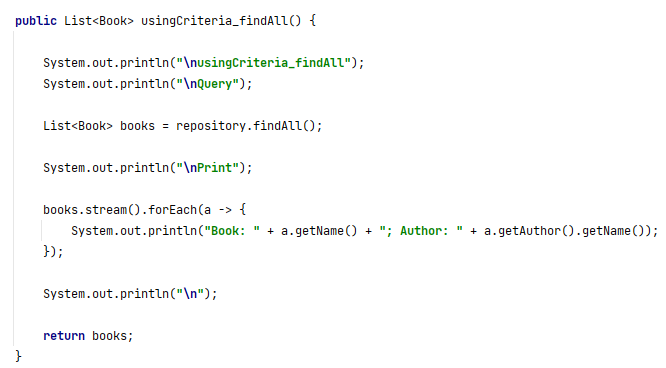 public List<Book> usingCriteria_findAll() {
System.out.println("\nusingCriteria_findAll");
System.out.println("\nQuery");
List<Book> books = repository.findAll();
System.out.println("\nPrint");
books.stream().forEach(a -> {
System.out.println("Book: " + a.getName() + "; Author: " + a.getAuthor().getName());
});
System.out.println("\n");
return books;
}